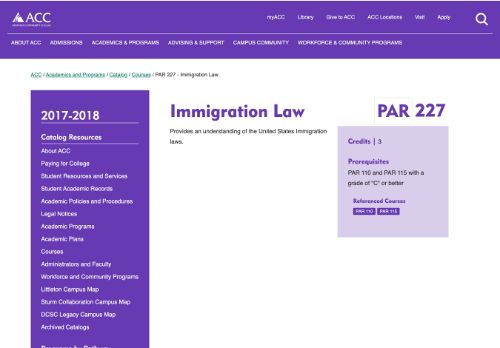 ACC
myACC Library Give to ACC ACC Locations Visit Apply
ABOUT ACC ADMISSIONS ACADEMICS & PROGRAMS ADVISING & SUPPORT CAMPUS COMMUNITY WORKFORCE & COMMUNITY PROGRAMS
ACC / Academics and Programs / Catalog / Courses / PAR 227 - Immigration Law
2017-2018
Catalog Resources
About ACC
Paying for College
Student Resources and Services
Student Academic Records
Academic Policies and Procedures
Legal Notices
Academic Programs
Academic Plans
Courses
Administrators and Faculty
Workforce and Community Programs
Littleton Campus Map
Sturm Collaboration Campus Map
DCSC Legacy Campus Map
Archived Catalogs
Immigration Law
Provides an understanding of the United States Immigration
laws.
PAR 227
Credits | 3
Prerequisites
PAR 110 and PAR 115 with a
grade of "C" or better
Referenced Courses
PAR 110 PAR 115